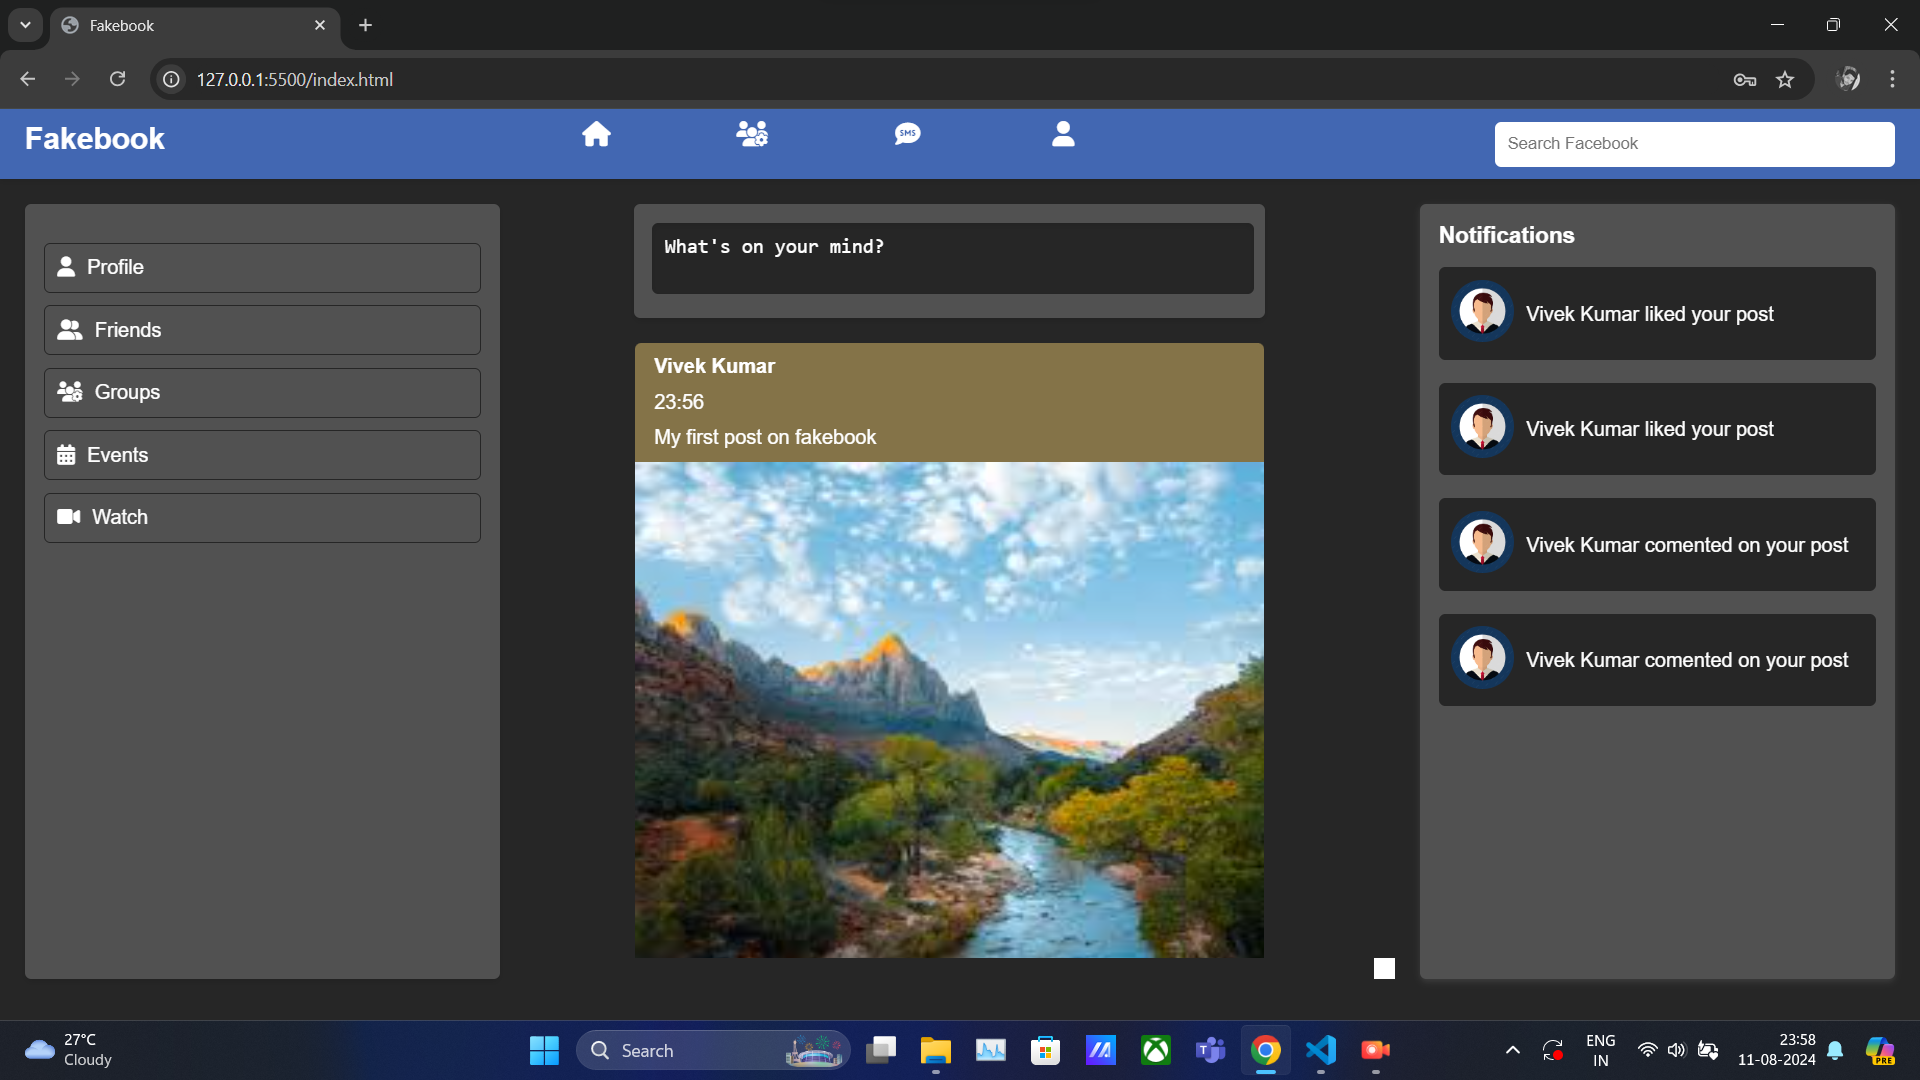 Fakebook
127.0.0.1:5500/index.html
Fakebook
SMS
Search Facebook
Profile
Friends
Groups
Events
Watch
What's on your mind?
Vivek Kumar
23:56
My first post on fakebook
Notifications
Vivek Kumar liked your post
Vivek Kumar liked your post
Vivek Kumar comented on your post
Vivek Kumar comented on your post
27°C
Cloudy
Search
T
PRE
ENG
IN
23:58
11-08-2024